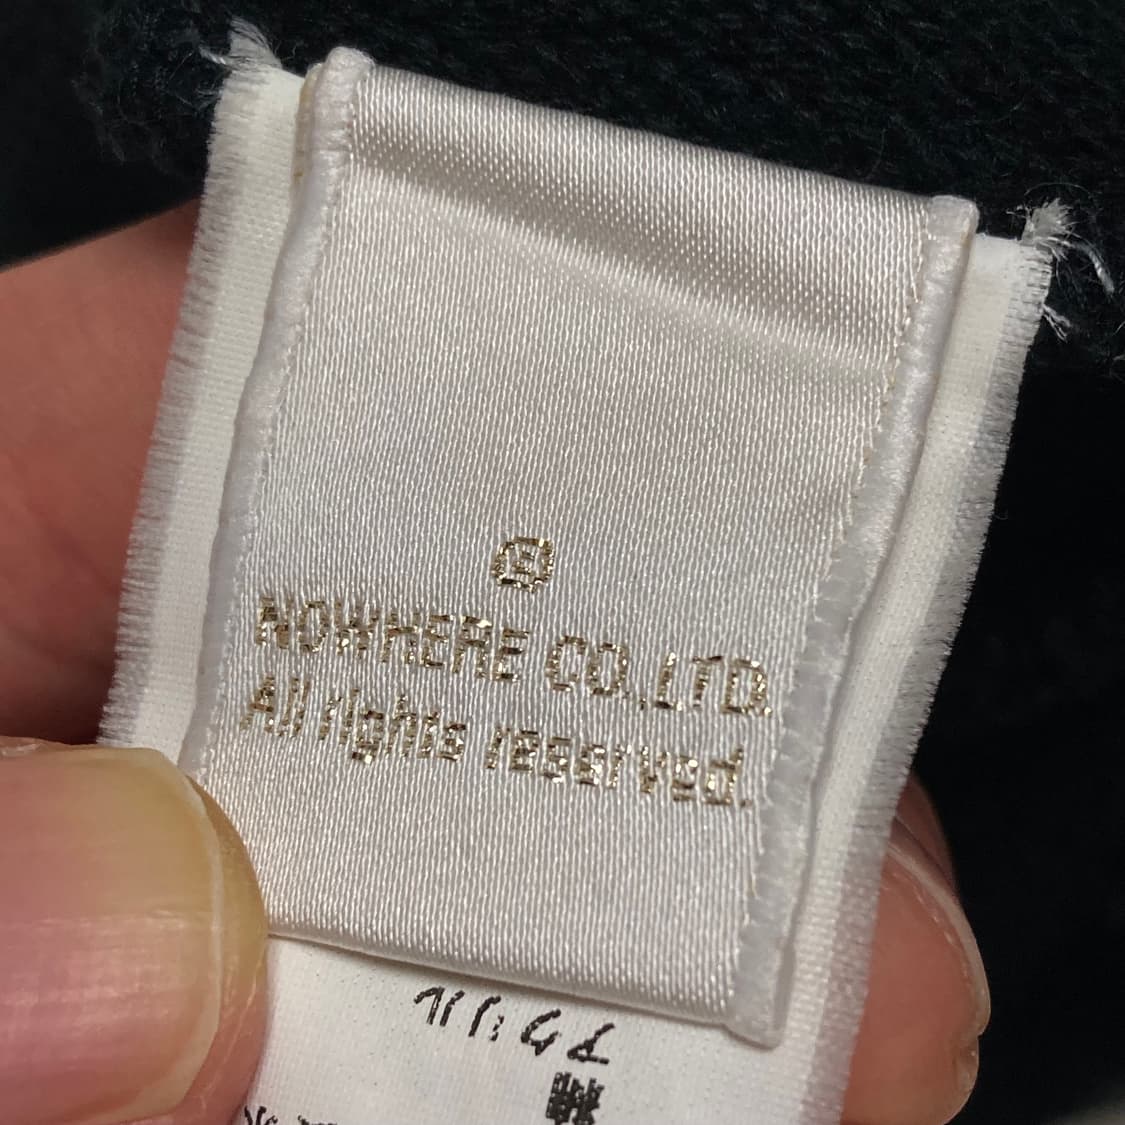 NOWHERE CO.,LTD.
All rights reserved.